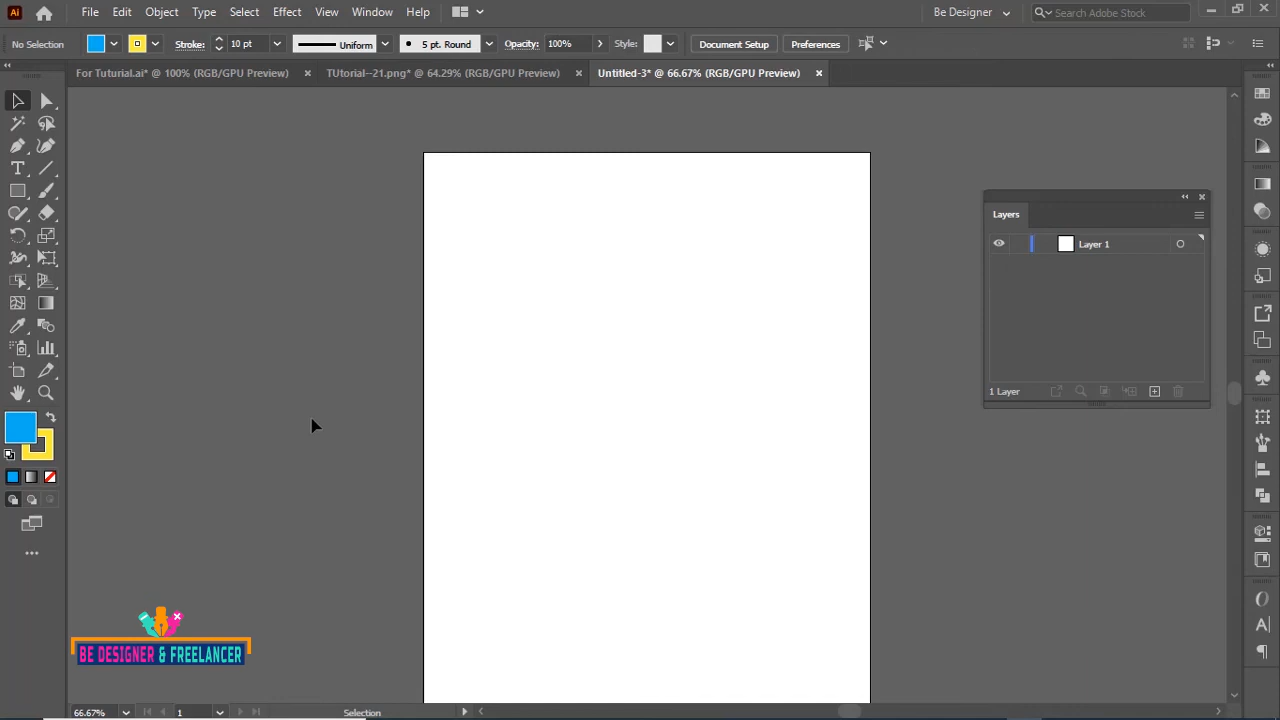 Ai File Edit Object Type Select Effect View Window Help Be Designer Search Adobe Stock
No Selection Stroke: 10 pt Uniform 5 pt. Round Opacity: 100% Style: Document Setup Preferences
For Tuturial.ai* @ 100% (RGB/GPU Preview) TUtorial--21.png* @ 64.29% (RGB/GPU Preview) Untitled-3* @ 66.67% (RGB/GPU Preview)
Layers
Layer 1
1 Layer
BE DESIGNER & FREELANCER
66.67% 1 Selection